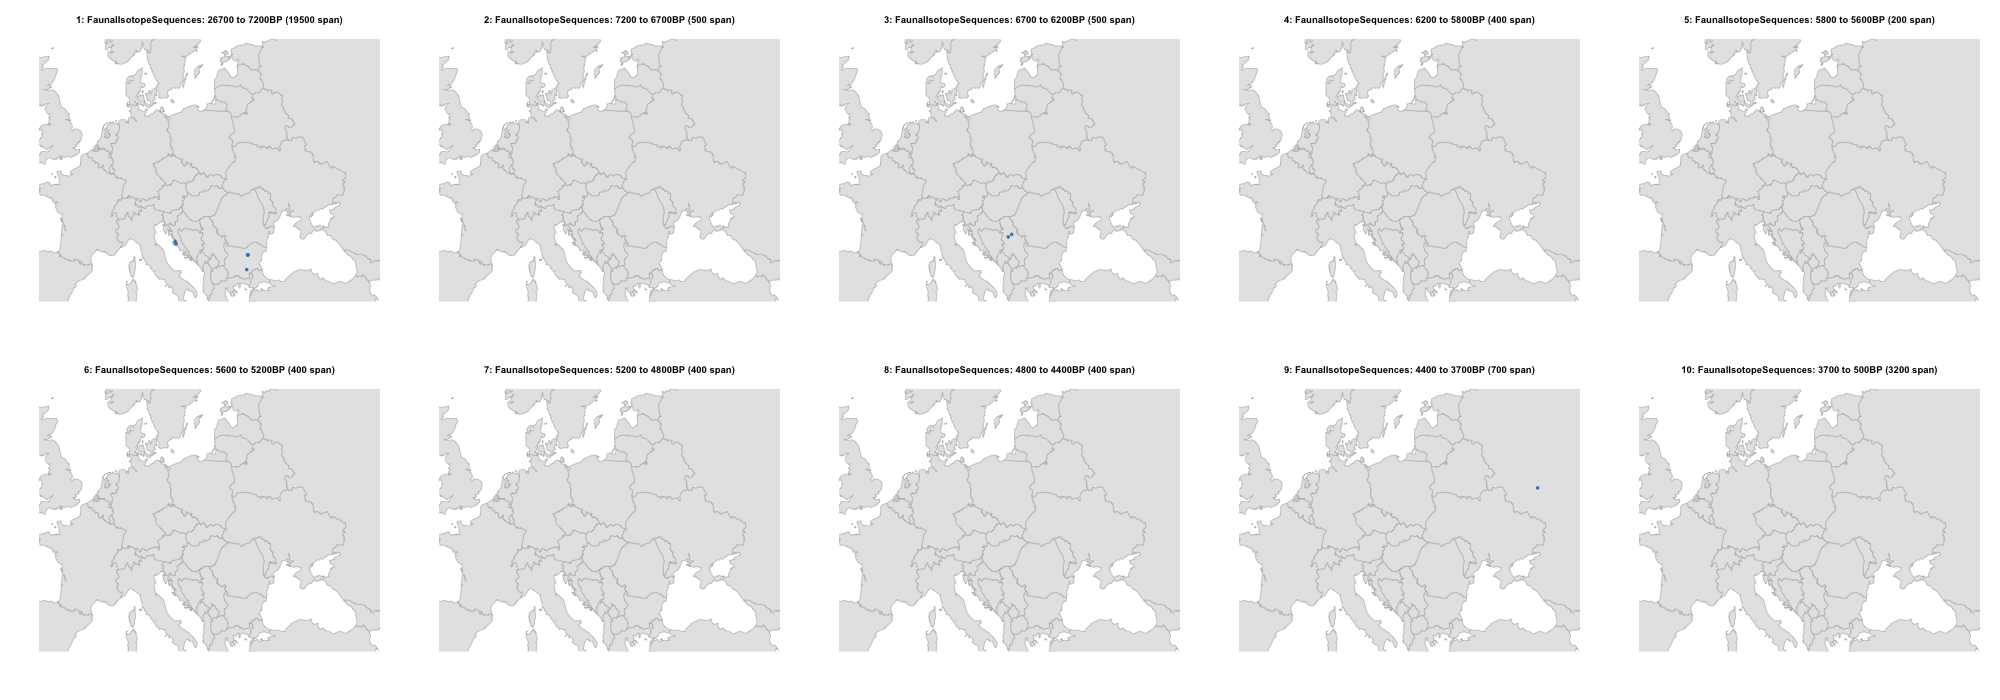 1: FaunalIsotopeSequences: 26700 to 7200BP (19500 span)
2: FaunalIsotopeSequences: 7200 to 6700BP (500 span)
3: FaunalIsotopeSequences: 6700 to 6200BP (500 span)
4: FaunalIsotopeSequences: 6200 to 5800BP (400 span)
5: FaunalIsotopeSequences: 5800 to 5600BP (200 span)
6: FaunalIsotopeSequences: 5600 to 5200BP (400 span)
7: FaunalIsotopeSequences: 5200 to 4800BP (400 span)
8: FaunalIsotopeSequences: 4800 to 4400BP (400 span)
9: FaunalIsotopeSequences: 4400 to 3700BP (700 span)
10: FaunalIsotopeSequences: 3700 to 500BP (3200 span)